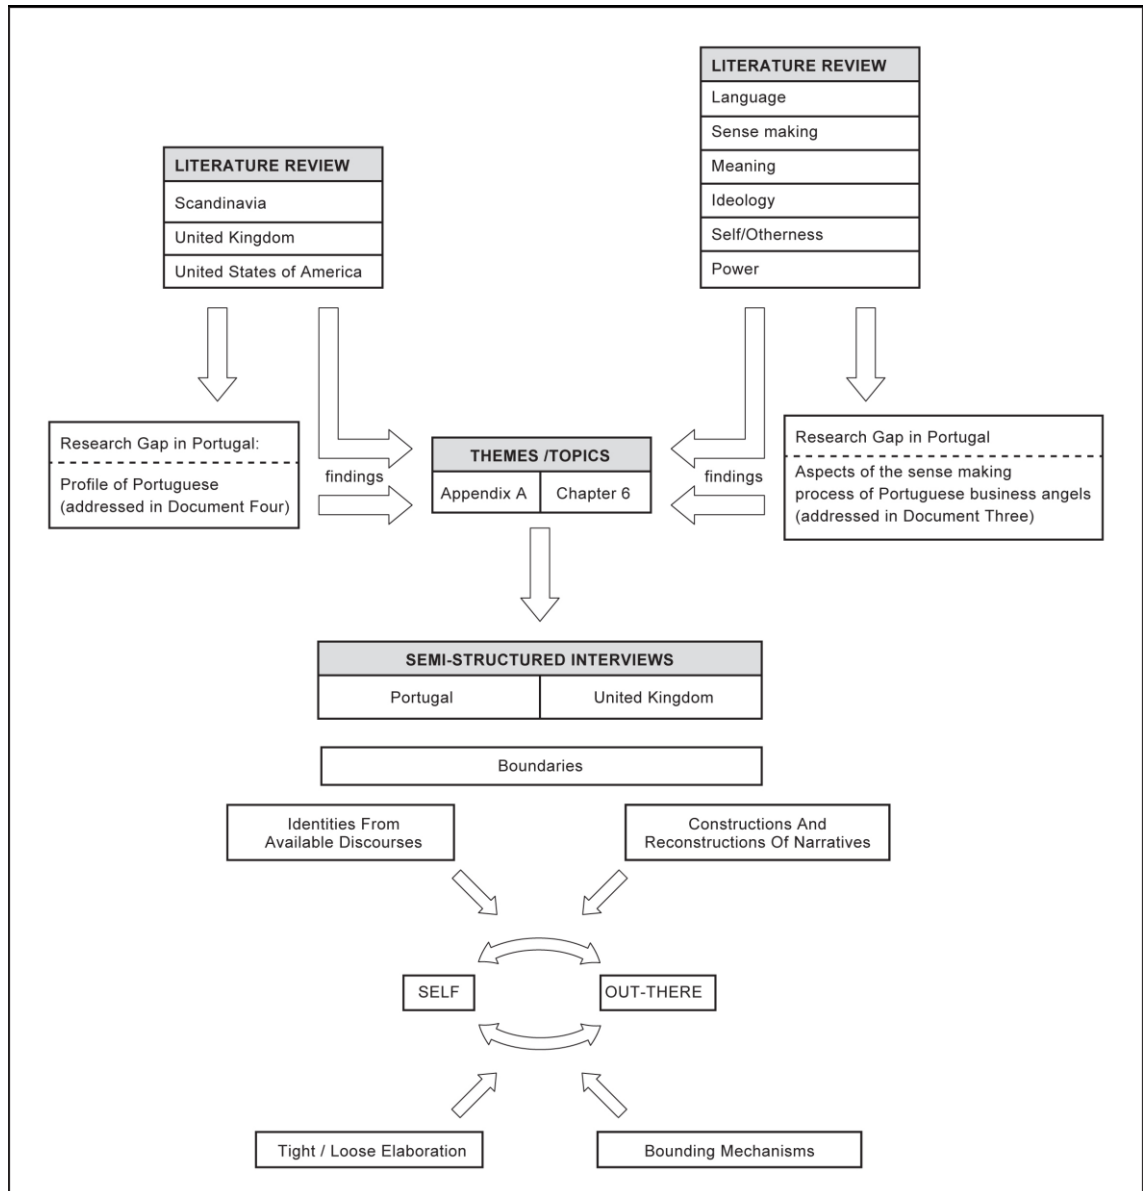 LITERATURE REVIEW
Scandinavia
United Kingdom
United States of America
LITERATURE REVIEW
Language
Sense making
Meaning
Ideology
Self/Otherness
Power
Research Gap in Portugal:
Profile of Portuguese
(addressed in Document Four)
findings
THEMES /TOPICS
Appendix A
Chapter 6
findings
Research Gap in Portugal
Aspects of the sense making
process of Portuguese business angels
(addressed in Document Three)
SEMI-STRUCTURED INTERVIEWS
Portugal
United Kingdom
Boundaries
Identities From
Available Discourses
Constructions And
Reconstructions Of Narratives
SELF
OUT-THERE
Tight / Loose Elaboration
Bounding Mechanisms